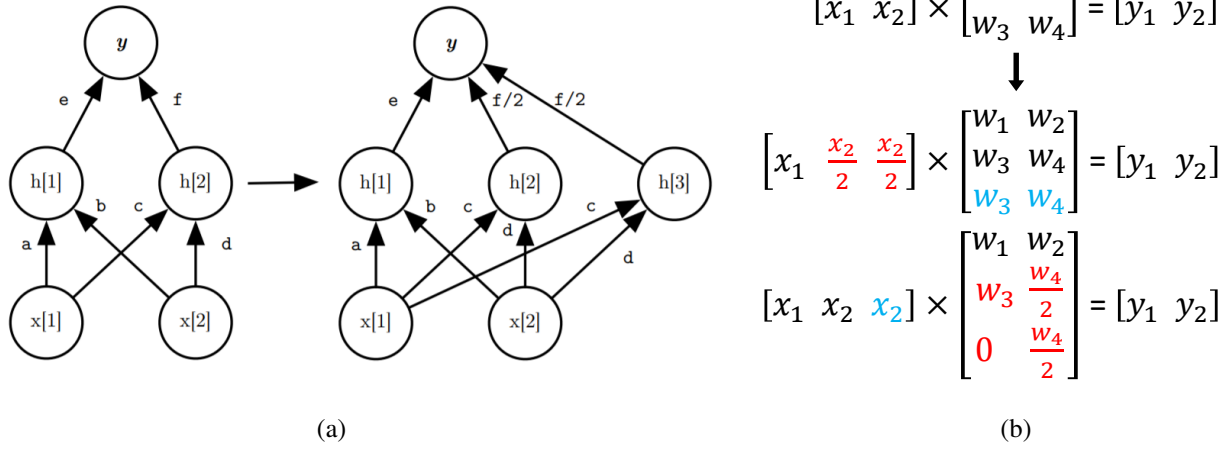 y
e f
h[1] h[2]
b c
a d
x[1] x[2]
y
e f/2 f/2
h[1] h[2] h[3]
b c c
a d d
x[1] x[2]
(a)
[x₁ x₂] × [w₃ w₄] = [y₁ y₂]
[x₁ x₂/2 x₂/2] × [w₁ w₂
w₃ w₄
w₃ w₄] = [y₁ y₂]
[x₁ x₂ x₂] × [w₁ w₂
w₃ w₄/2
0 w₄/2] = [y₁ y₂]
(b)